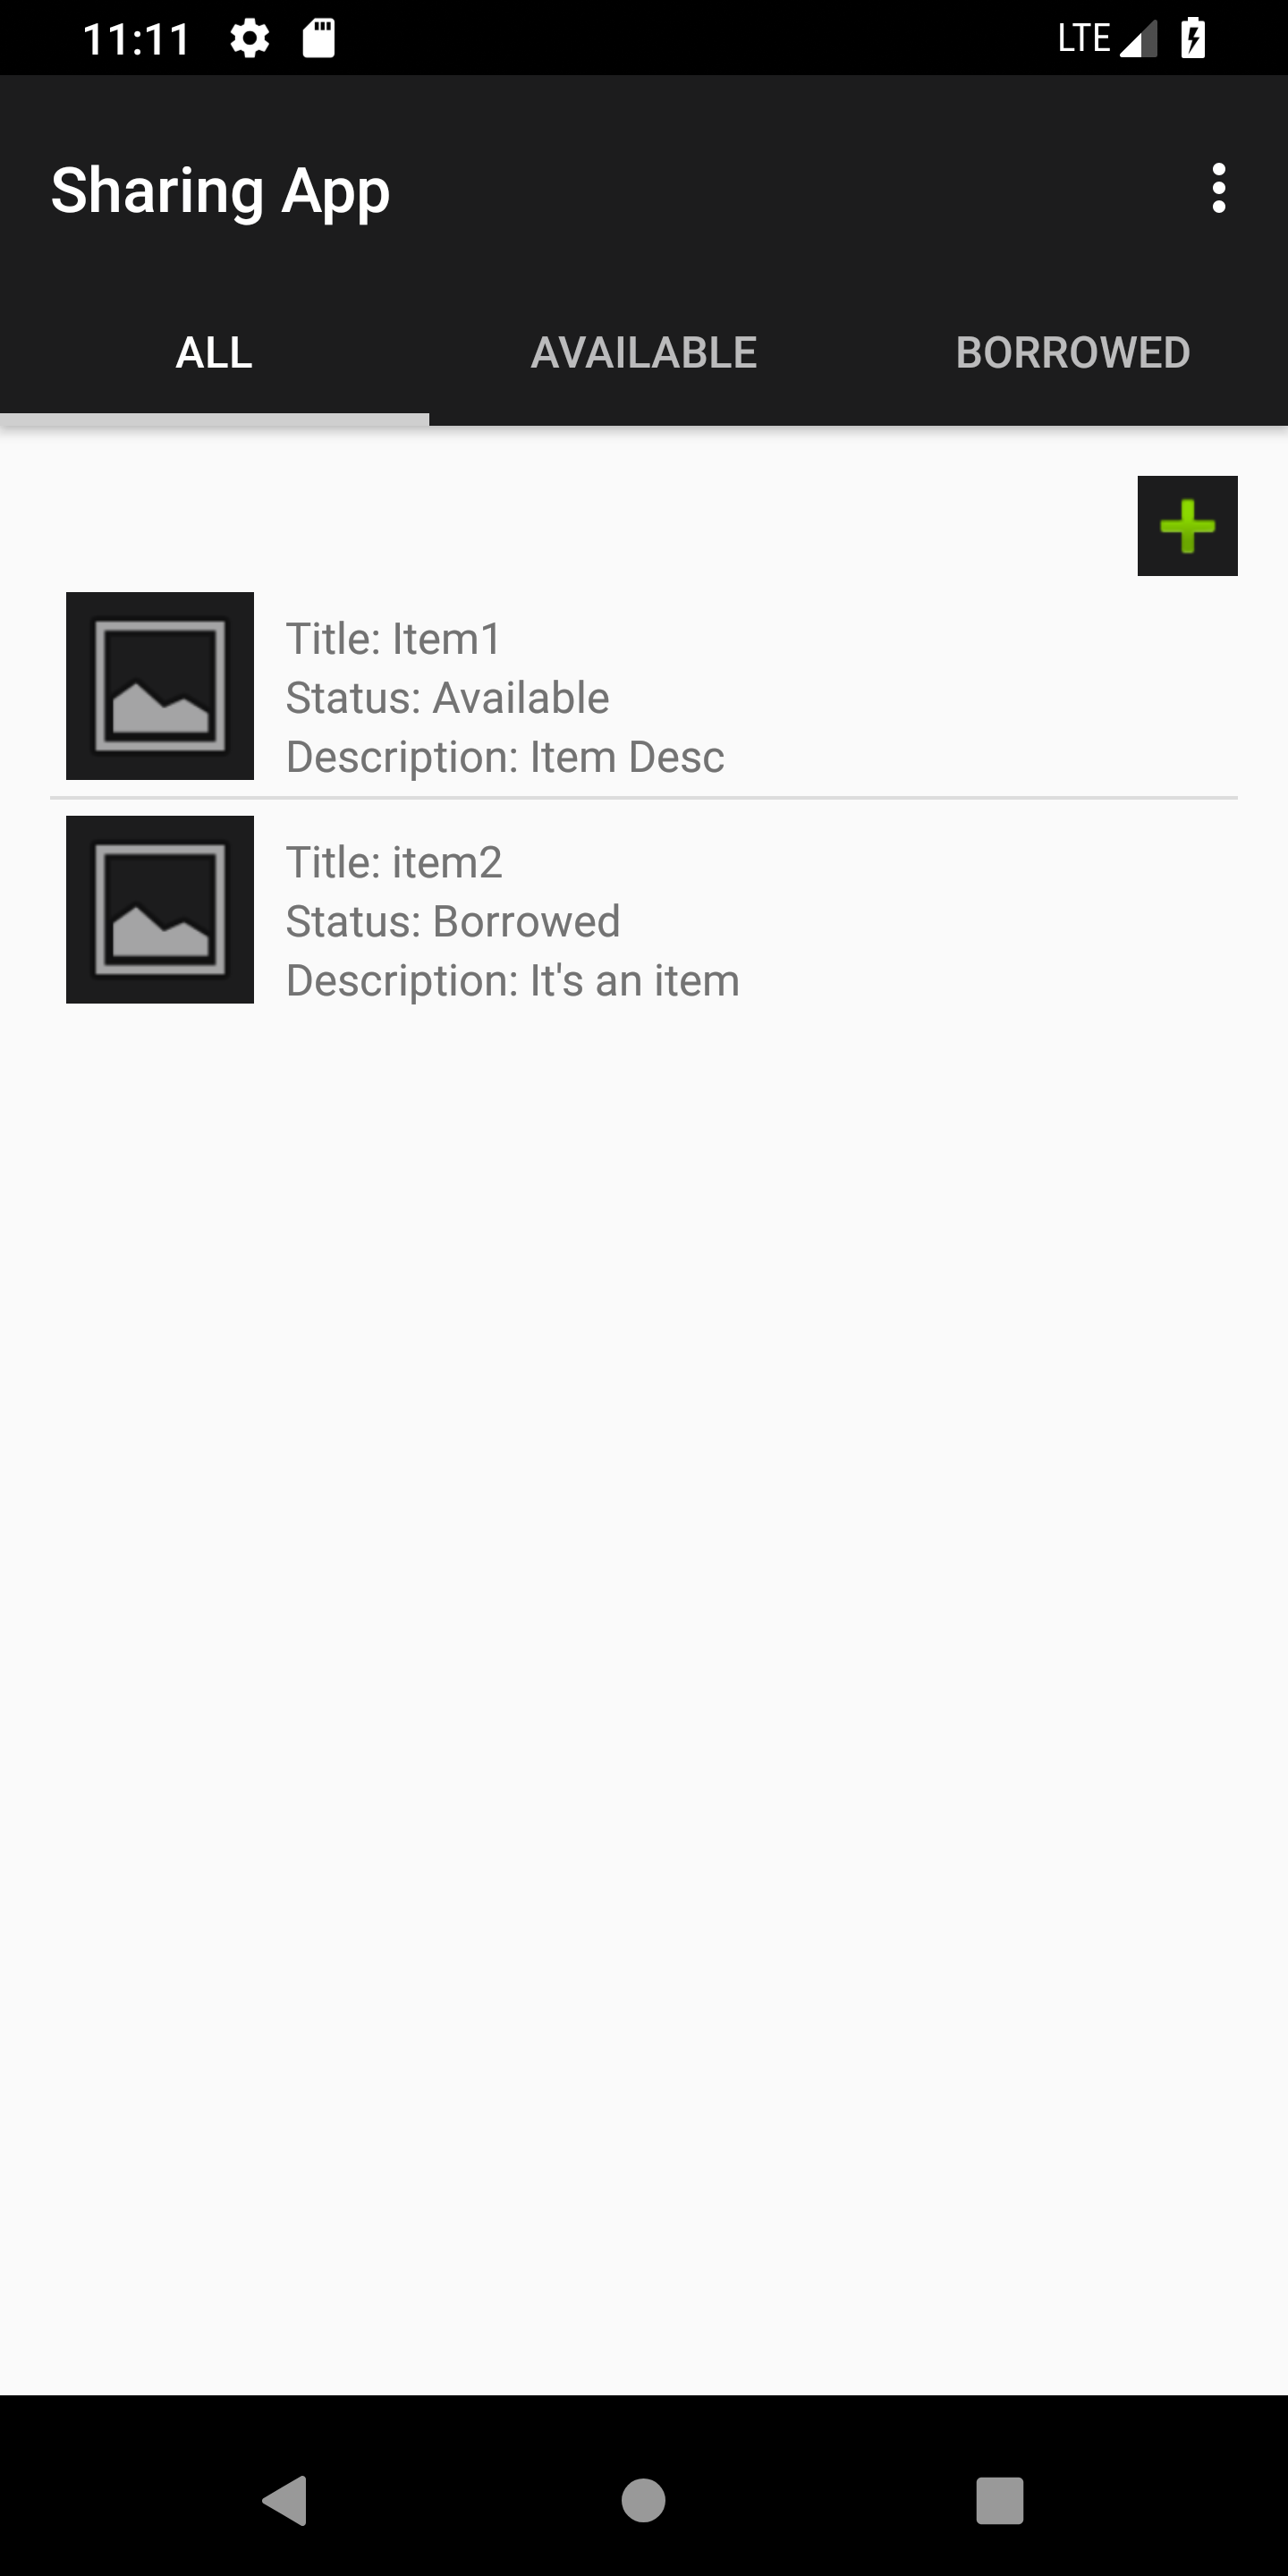 11:11 LTE
Sharing App
ALL AVAILABLE BORROWED
Title: Item1
Status: Available
Description: Item Desc
Title: item2
Status: Borrowed
Description: It's an item